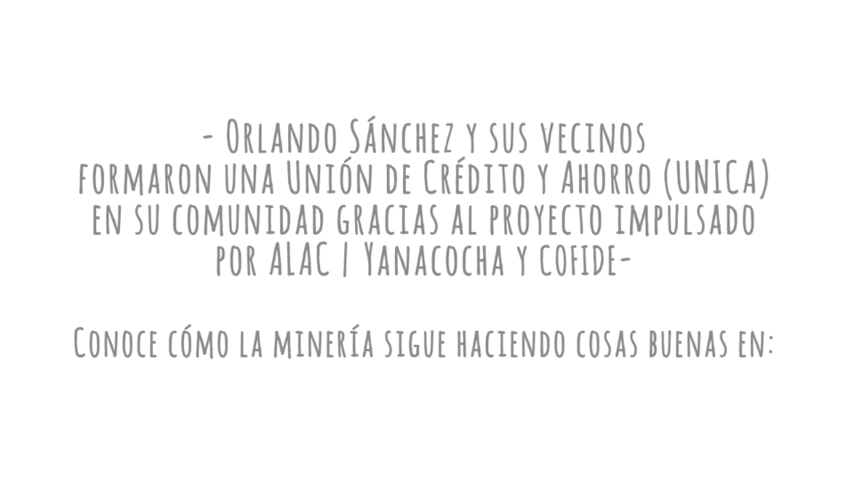 - Orlando Sánchez y sus vecinos
formaron una Unión de Crédito y Ahorro (UNICA)
en su comunidad gracias al proyecto impulsado
por ALAC | Yanacocha y COFIDE-
Conoce cómo la minería sigue haciendo cosas buenas en: